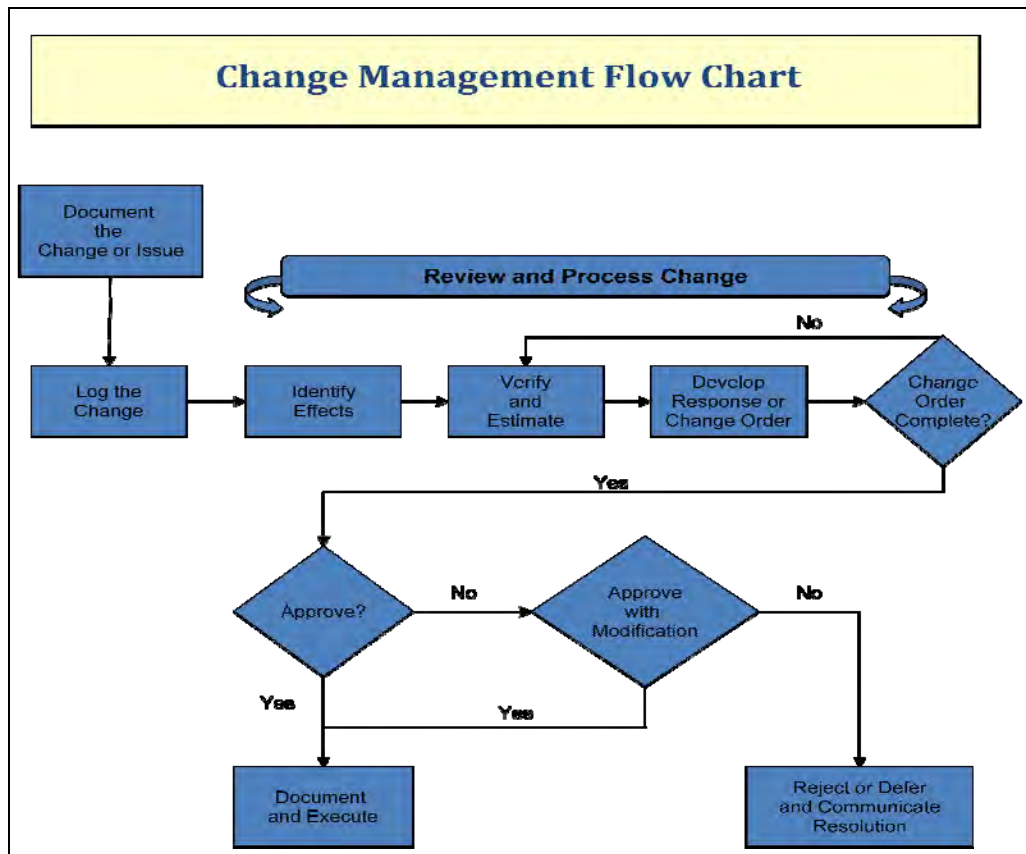 Change Management Flow Chart
Document
the
Change or Issue
Review and Process Change
No
Log the
Change
Identify
Effects
Verify
and
Estimate
Develop
Response or
Change Order
Change
Order
Complete?
Yes
Approve?
No
Approve
with
Modification
No
Yes
Yes
Document
and Execute
Reject or Defer
and Communicate
Resolution